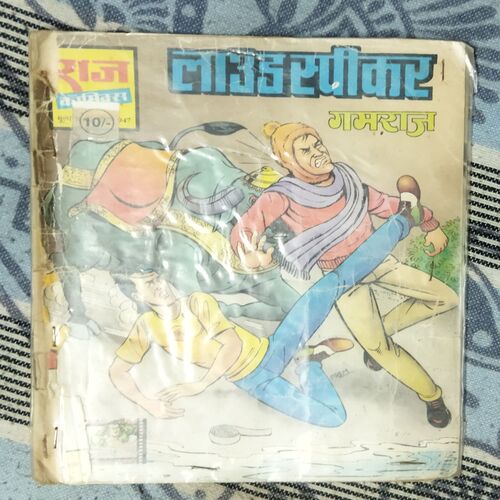 राज
कॉमिक्स
10/-
लाउडस्पीकर
गमराज